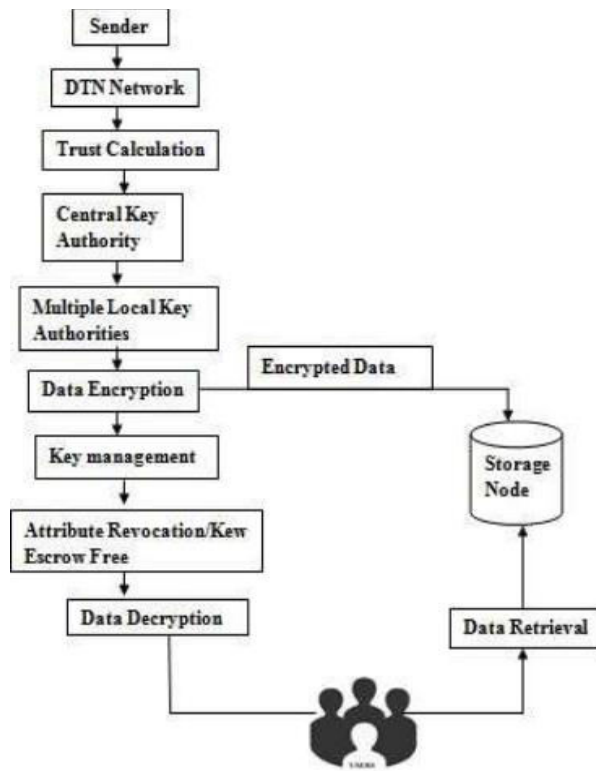 Sender
DTN Network
Trust Calculation
Central Key
Authority
Multiple Local Key
Authorities
Encrypted Data
Data Encryption
Key management
Storage
Node
Attribute Revocation/Kew
Escrow Free
Data Decryption
Data Retrieval
USERS